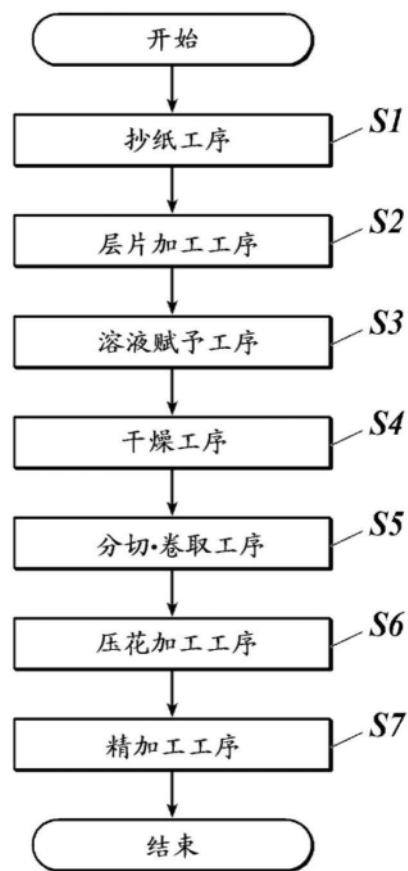 开始
抄纸工序 S1
层片加工工序 S2
溶液赋予工序 S3
干燥工序 S4
分切·卷取工序 S5
压花加工工序 S6
精加工工序 S7
结束